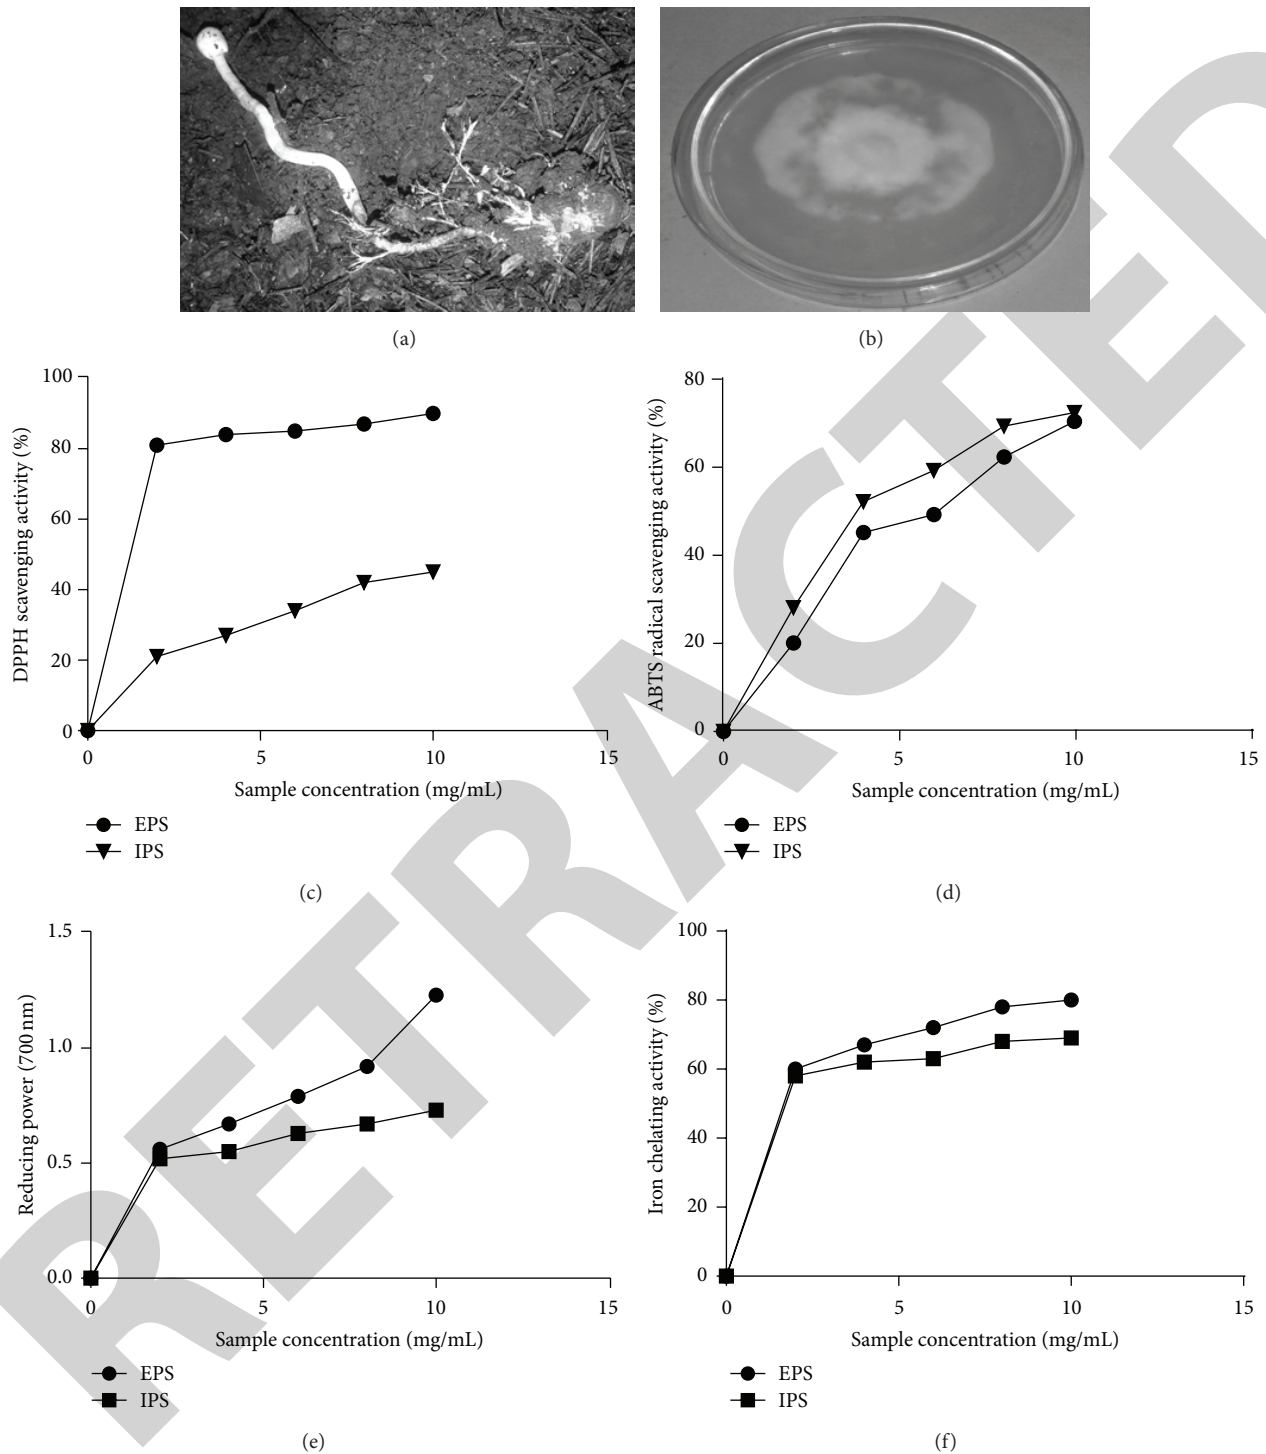 (a)
(b)
100
80
60
40
20
0
DPPH scavenging activity (%)
0
5
10
15
Sample concentration (mg/mL)
EPS
IPS
(c)
80
60
40
20
0
ABTS radical scavenging activity (%)
0
5
10
15
Sample concentration (mg/mL)
EPS
IPS
(d)
1.5
1.0
0.5
0.0
Reducing power (700 nm)
0
5
10
15
Sample concentration (mg/mL)
EPS
IPS
(e)
100
80
60
40
20
0
Iron chelating activity (%)
0
5
10
15
Sample concentration (mg/mL)
EPS
IPS
(f)
RETRACTED